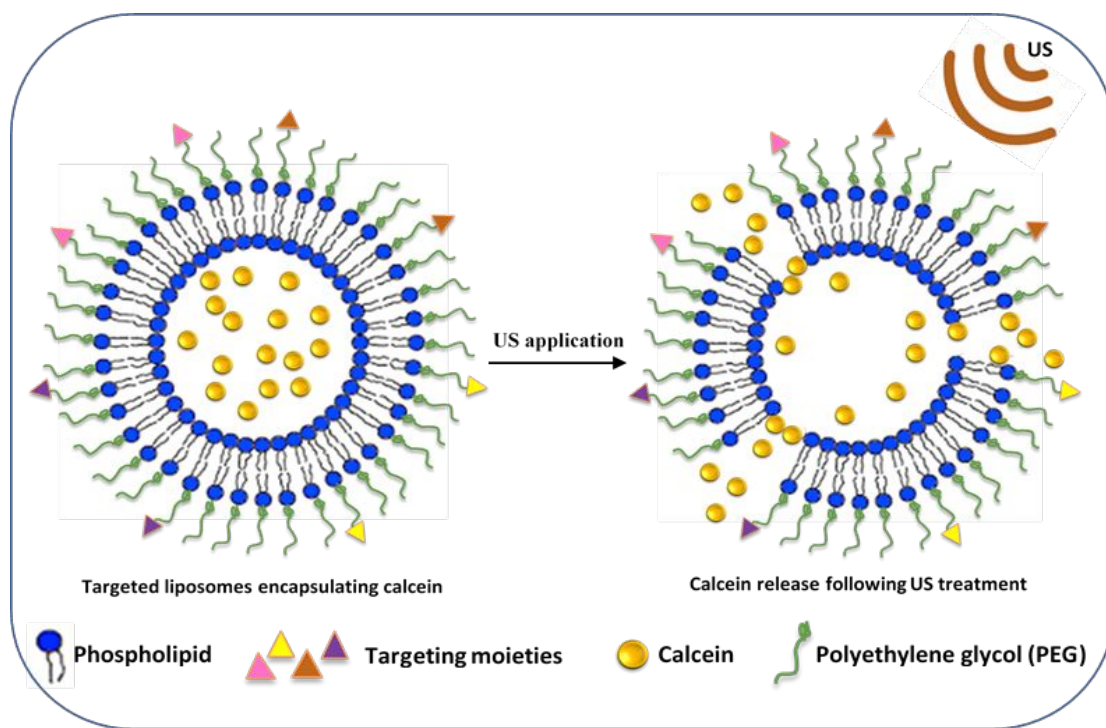 US
US application
Targeted liposomes encapsulating calcein
Calcein release following US treatment
Phospholipid
Targeting moieties
Calcein
Polyethylene glycol (PEG)